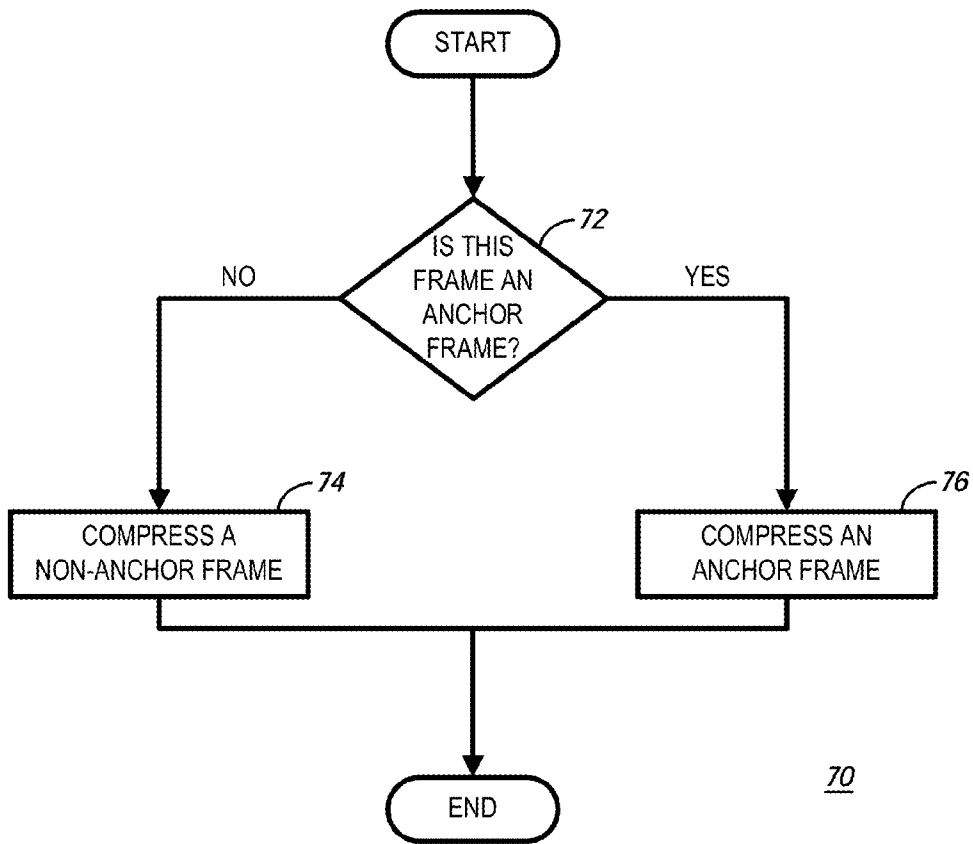 START
72
IS THIS
FRAME AN
ANCHOR
FRAME?
NO
YES
74
COMPRESS A
NON-ANCHOR FRAME
76
COMPRESS AN
ANCHOR FRAME
END
70